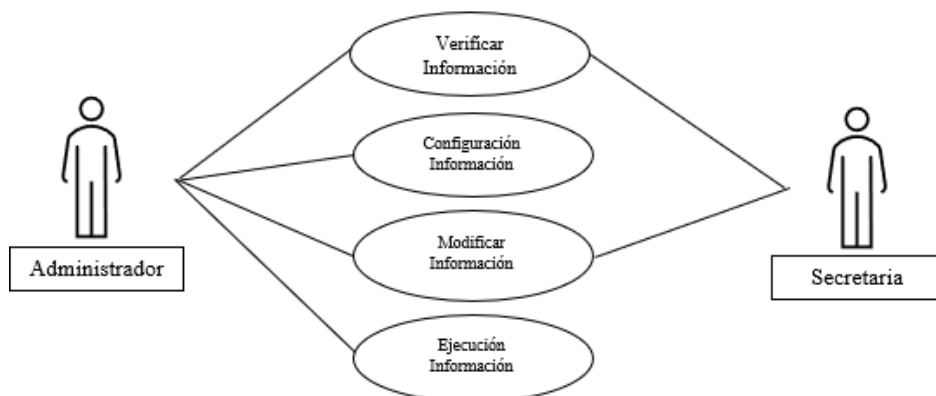 Verificar
Información
Configuración
Información
Modificar
Información
Administrador
Secretaria
Ejecución
Información